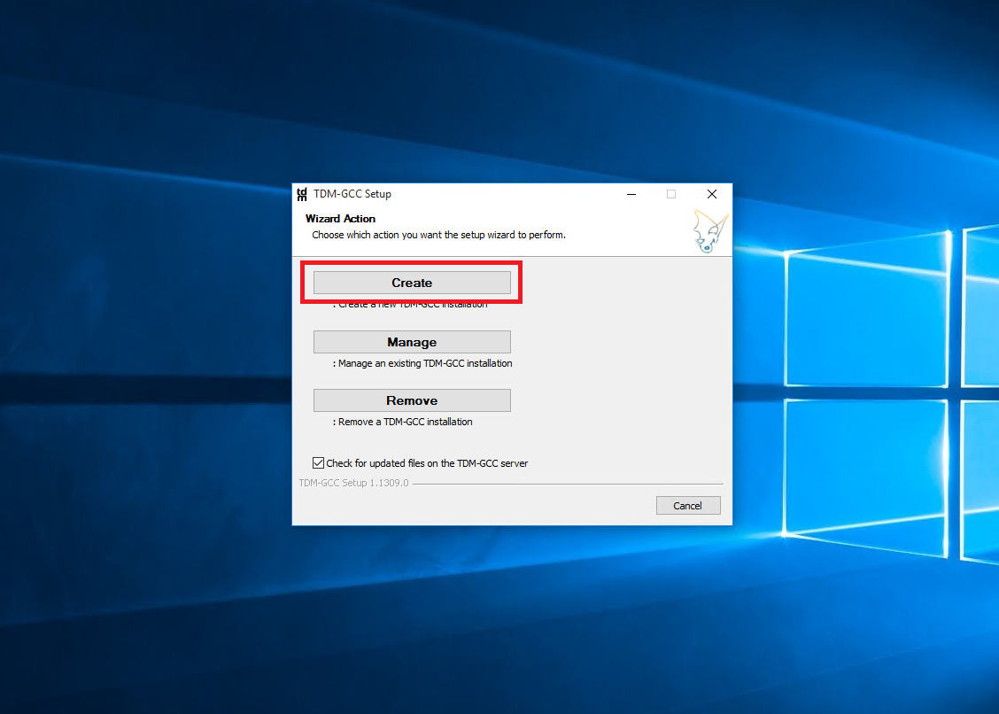 TDM-GCC Setup
Wizard Action
Choose which action you want the setup wizard to perform.
Create
: Create a new TDM-GCC installation
Manage
: Manage an existing TDM-GCC installation
Remove
: Remove a TDM-GCC installation
Check for updated files on the TDM-GCC server
TDM-GCC Setup 1.1309.0
Cancel